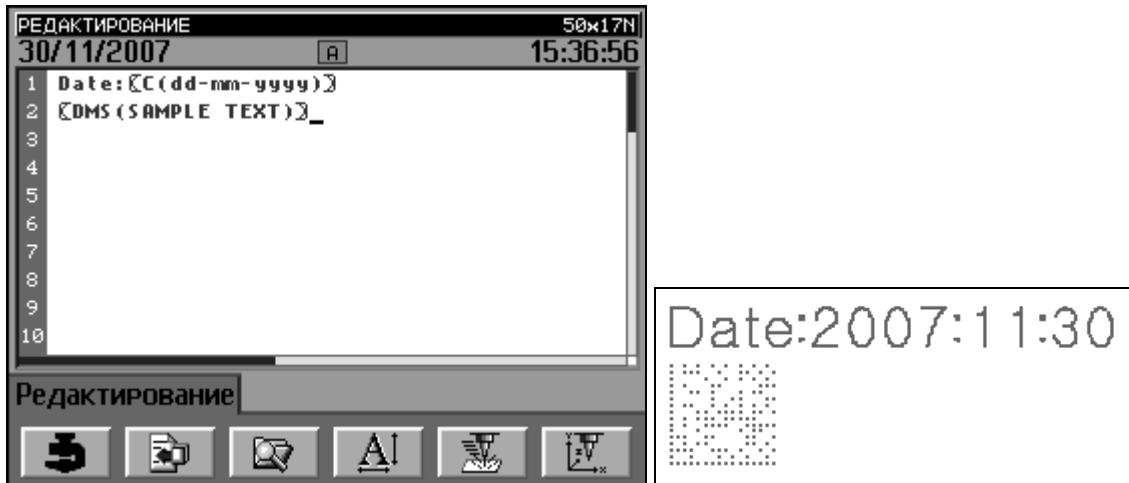 РЕДАКТИРОВАНИЕ 50x17N
30/11/2007 A 15:36:56
1 Date:〖C(dd-mm-yyyy)〗
2 〖DMS(SAMPLE TEXT)〗_
3
4
5
6
7
8
9
10
Редактирование
A
Date:2007:11:30